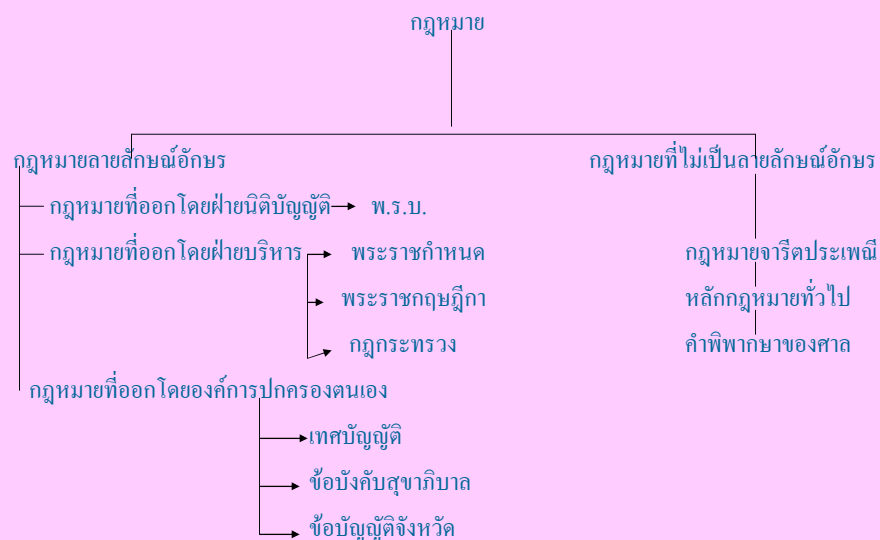 กฎหมาย
กฎหมายลายลักษณ์อักษร
กฎหมายที่ไม่เป็นลายลักษณ์อักษร
กฎหมายที่ออกโดยฝ่ายนิติบัญญัติ พ.ร.บ.
กฎหมายที่ออกโดยฝ่ายบริหาร พระราชกำหนด
กฎหมายจารีตประเพณี
พระราชกฤษฎีกา
หลักกฎหมายทั่วไป
กฎกระทรวง
คำพิพากษาของศาล
กฎหมายที่ออกโดยองค์การปกครองตนเอง
เทศบัญญัติ
ข้อบังคับสุขาภิบาล
ข้อบัญญัติจังหวัด